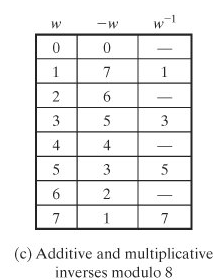 w −w w⁻¹
0 0 —
1 7 1
2 6 —
3 5 3
4 4 —
5 3 5
6 2 —
7 1 7
(c) Additive and multiplicative
inverses modulo 8